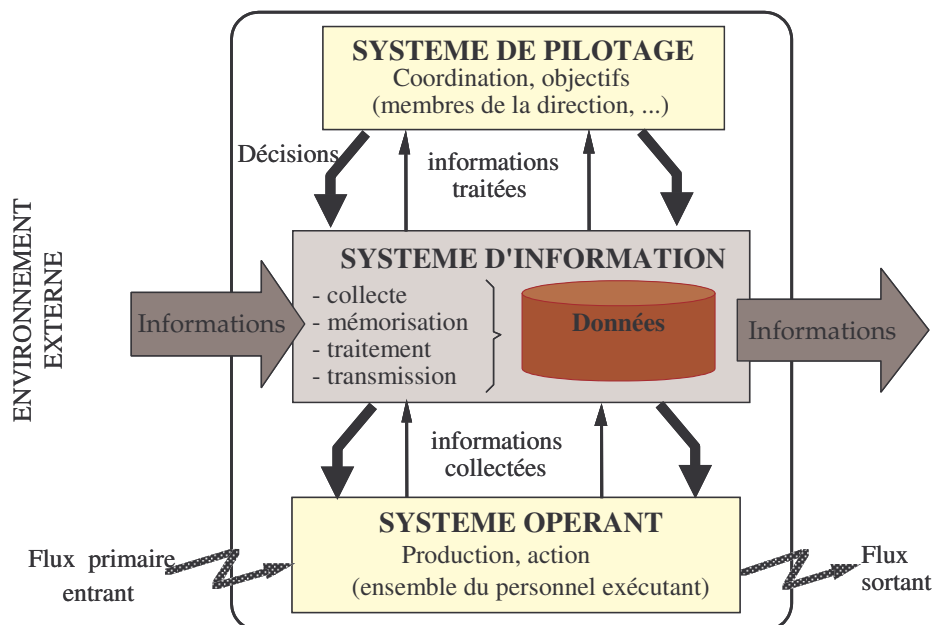 SYSTEME DE PILOTAGE
Coordination, objectifs
(membres de la direction, ...)
Décisions
informations
traitées
ENVIRONNEMENT
EXTERNE
SYSTEME D'INFORMATION
Informations
- collecte
- mémorisation
- traitement
- transmission
Données
Informations
informations
collectées
SYSTEME OPERANT
Production, action
(ensemble du personnel exécutant)
Flux primaire
entrant
Flux
sortant